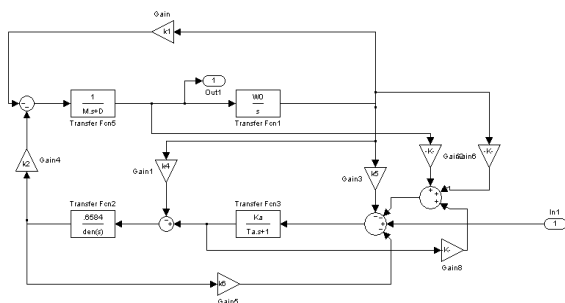 Gain
k1
1
M.s+D
Transfer Fcn5
1
Out1
W0
s
Transfer Fcn1
k2
Gain4
k4
Gain1
k5
Gain3
-K-
-K-
Gain6
Transfer Fcn2
.6584
den(s)
Transfer Fcn3
Ka
Ta.s+1
In1
1
-K-
Gain8
k6
Gain5